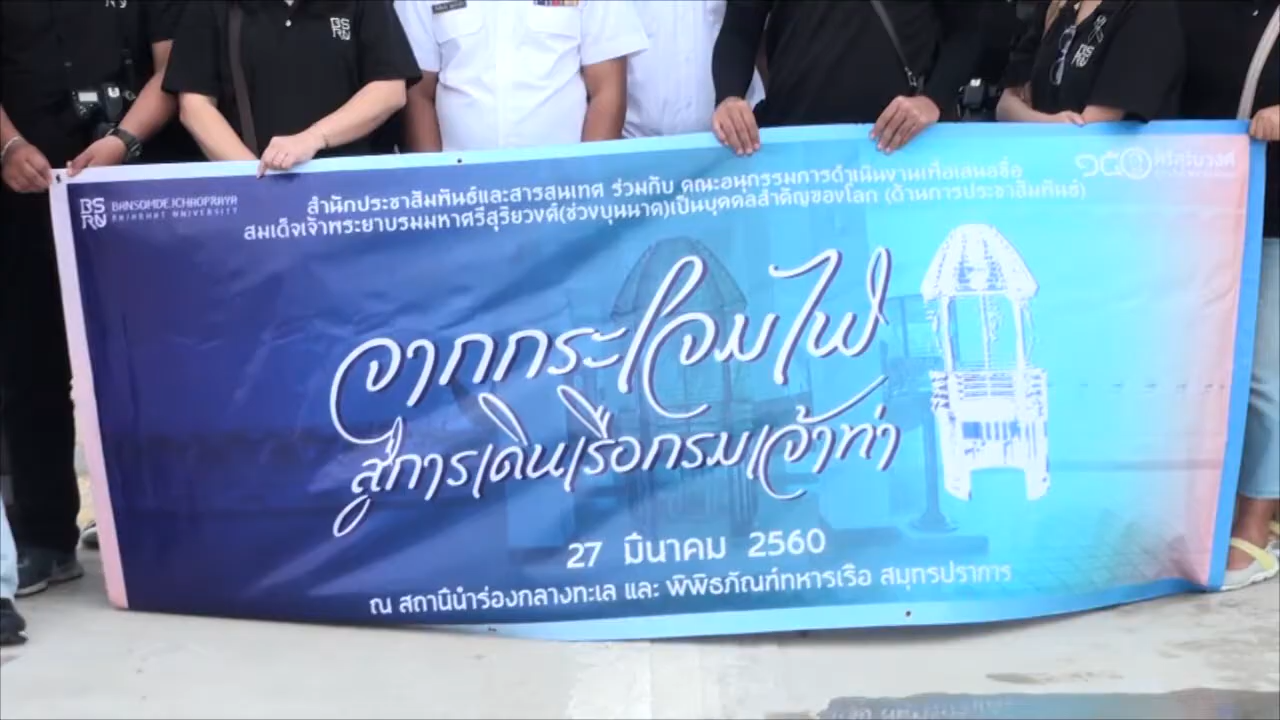 BSRU
BANSOMDEJCHAOPRAYA
RAJABHAT UNIVERSITY
๑๕๐
ศรีสุริยวงศ์
สำนักประชาสัมพันธ์และสารสนเทศ ร่วมกับ คณะอนุกรรมการดำเนินงานเพื่อเสนอชื่อ
สมเด็จเจ้าพระยาบรมมหาศรีสุริยวงศ์(ช่วงบุนนาค)เป็นบุคคลสำคัญของโลก (ด้านการประชาสัมพันธ์)
จากกระโจมไฟ
สู่การเดินเรือกรมเจ้าท่า
27 มีนาคม 2560
ณ สถานีนำร่องกลางทะเล และ พิพิธภัณฑ์ทหารเรือ สมุทรปราการ